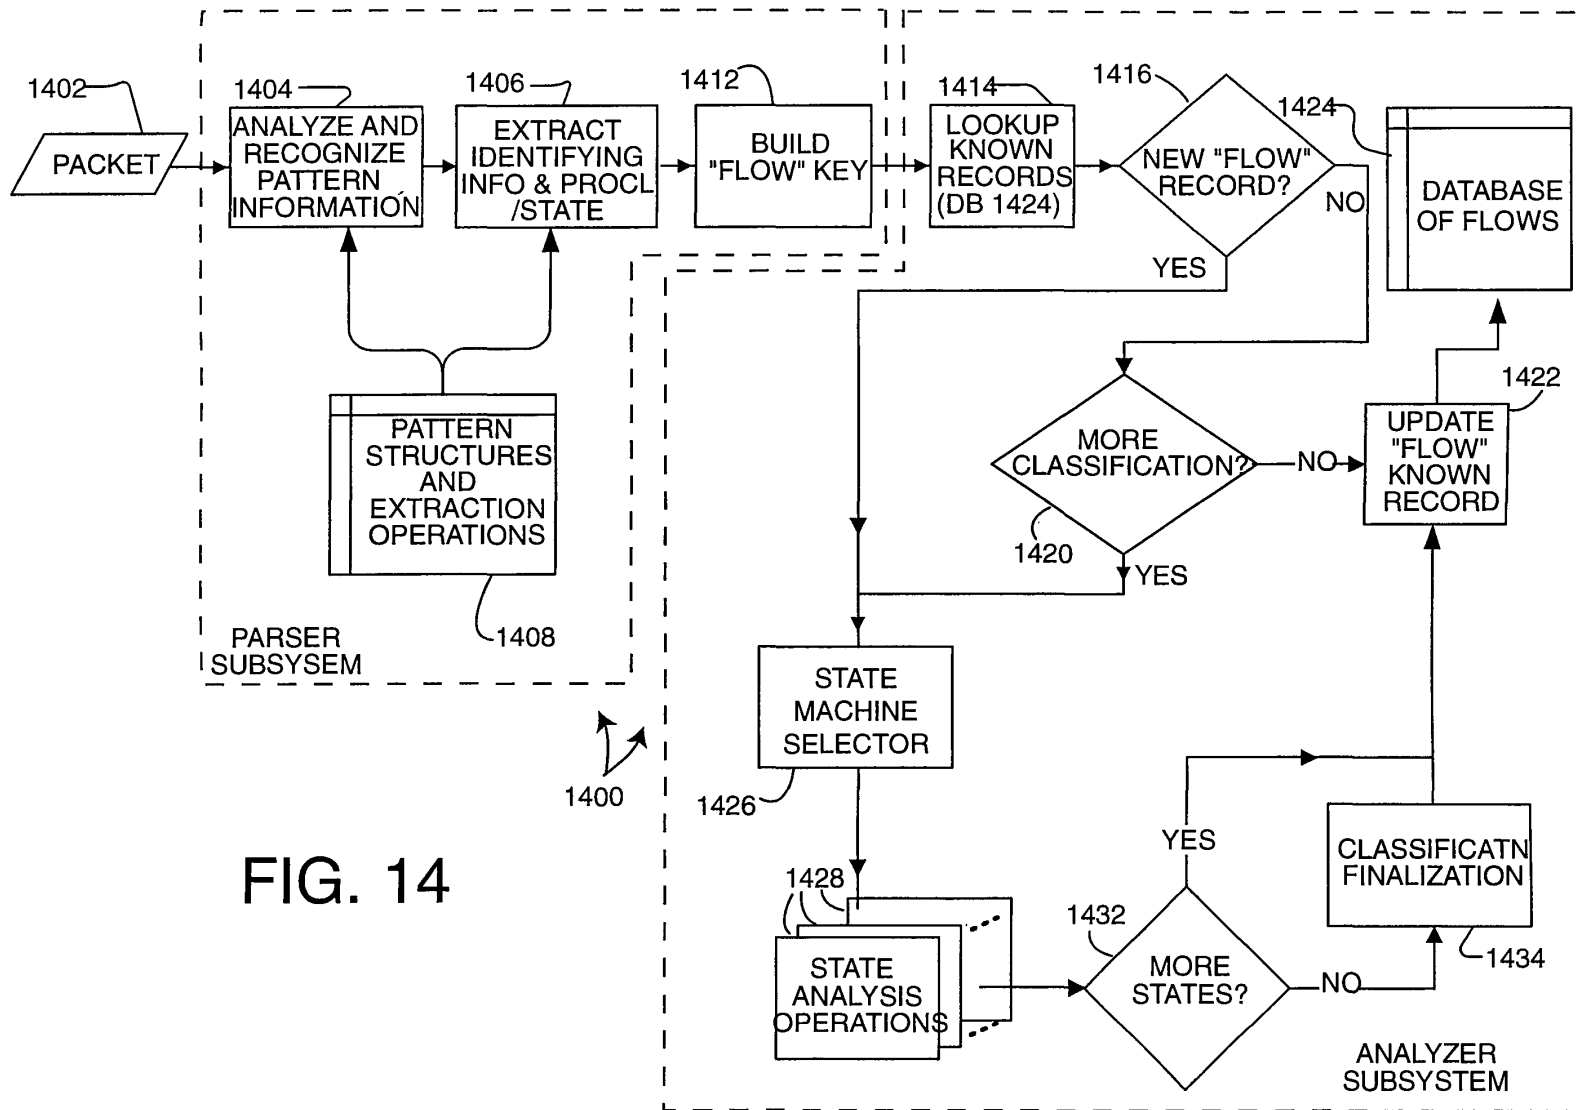 1402
PACKET
1404
ANALYZE AND
RECOGNIZE
PATTERN
INFORMATION
1406
EXTRACT
IDENTIFYING
INFO & PROCL
/STATE
1412
BUILD
"FLOW" KEY
1414
LOOKUP
KNOWN
RECORDS
(DB 1424)
1416
NEW "FLOW"
RECORD?
NO
YES
1424
DATABASE
OF FLOWS
PATTERN
STRUCTURES
AND
EXTRACTION
OPERATIONS
1408
PARSER
SUBSYSEM
MORE
CLASSIFICATION?
NO
1420
YES
1422
UPDATE
"FLOW"
KNOWN
RECORD
1400
STATE
MACHINE
SELECTOR
1426
FIG. 14
1428
STATE
ANALYSIS
OPERATIONS
1432
MORE
STATES?
YES
NO
CLASSIFICATN
FINALIZATION
1434
ANALYZER
SUBSYSTEM